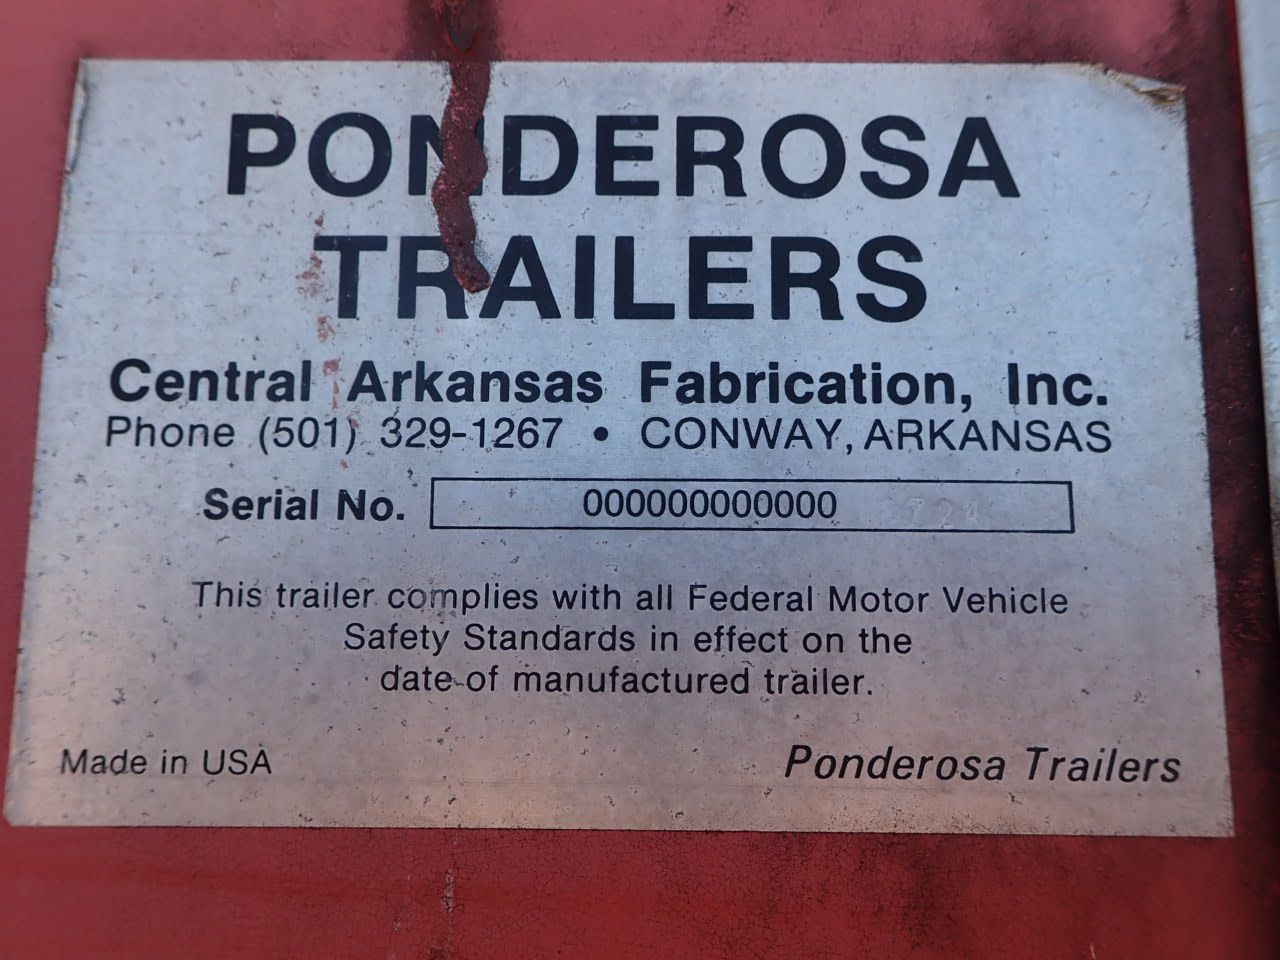 PONDEROSA
TRAILERS
Central Arkansas Fabrication, Inc.
Phone (501) 329-1267 • CONWAY, ARKANSAS
Serial No. 000000000000 724
This trailer complies with all Federal Motor Vehicle
Safety Standards in effect on the
date of manufactured trailer.
Made in USA
Ponderosa Trailers